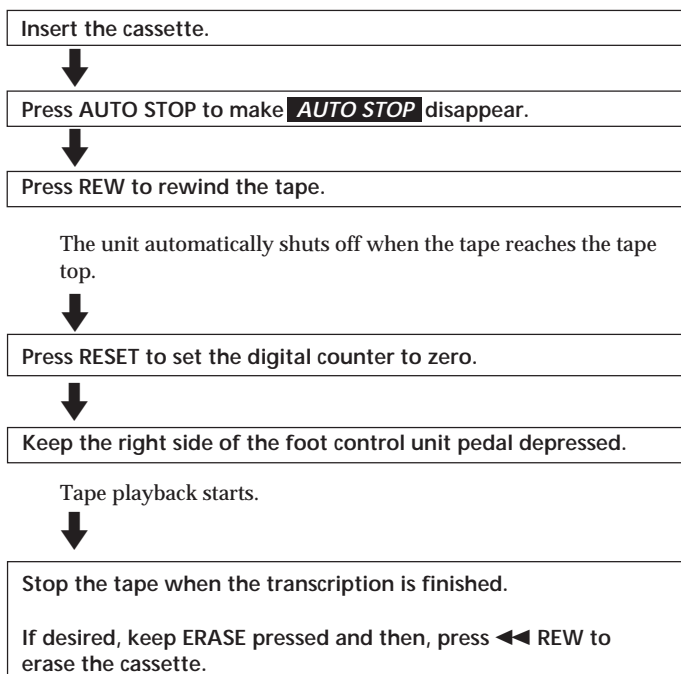 Insert the cassette.
Press AUTO STOP to make AUTO STOP disappear.
Press REW to rewind the tape.
The unit automatically shuts off when the tape reaches the tape
top.
Press RESET to set the digital counter to zero.
Keep the right side of the foot control unit pedal depressed.
Tape playback starts.
Stop the tape when the transcription is finished.
If desired, keep ERASE pressed and then, press ◀◀ REW to
erase the cassette.